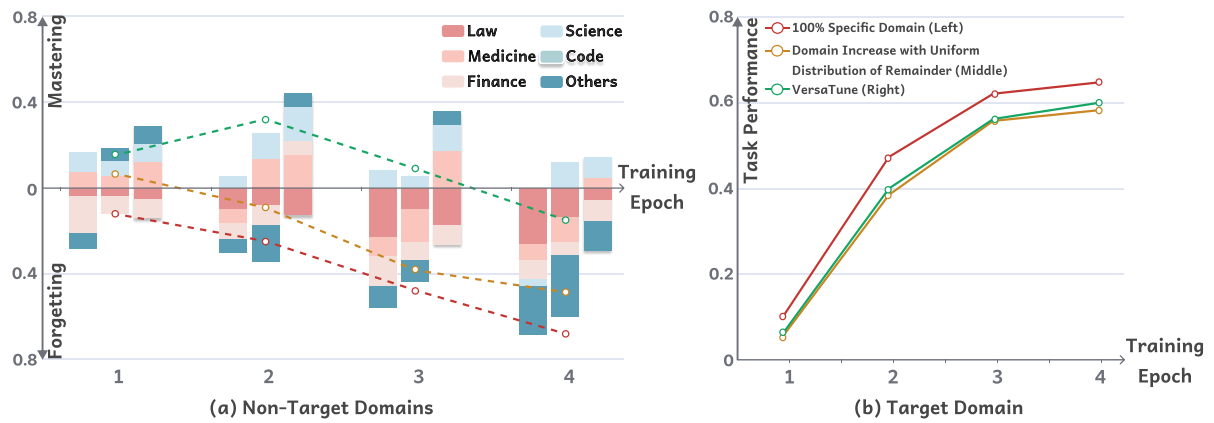 0.8
Mastering
Law
Science
Medicine
Code
Finance
Others
0.4
0
Training
Epoch
0.4
Forgetting
0.8
1
2
3
4
(a) Non-Target Domains
0.8
Task Performance
100% Specific Domain (Left)
Domain Increase with Uniform
Distribution of Remainder (Middle)
VersaTune (Right)
0.6
0.4
0.2
0
Training
Epoch
1
2
3
4
(b) Target Domain